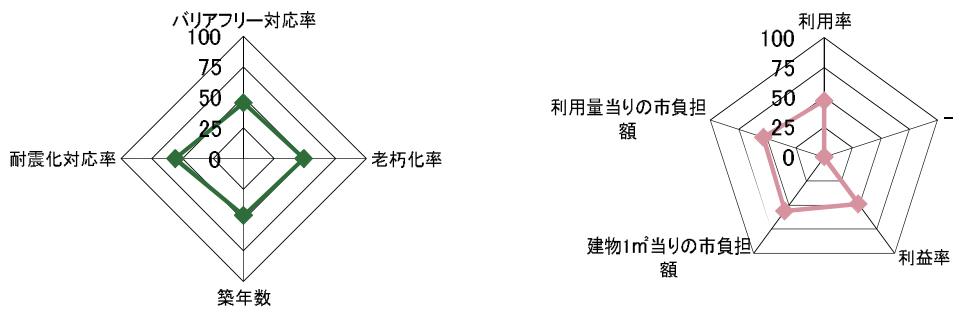 バリアフリー対応率
100
75
50
25
0
耐震化対応率
老朽化率
築年数
利用率
100
75
50
25
0
利用量当りの市負担
額
建物1㎡当りの市負担
額
利益率